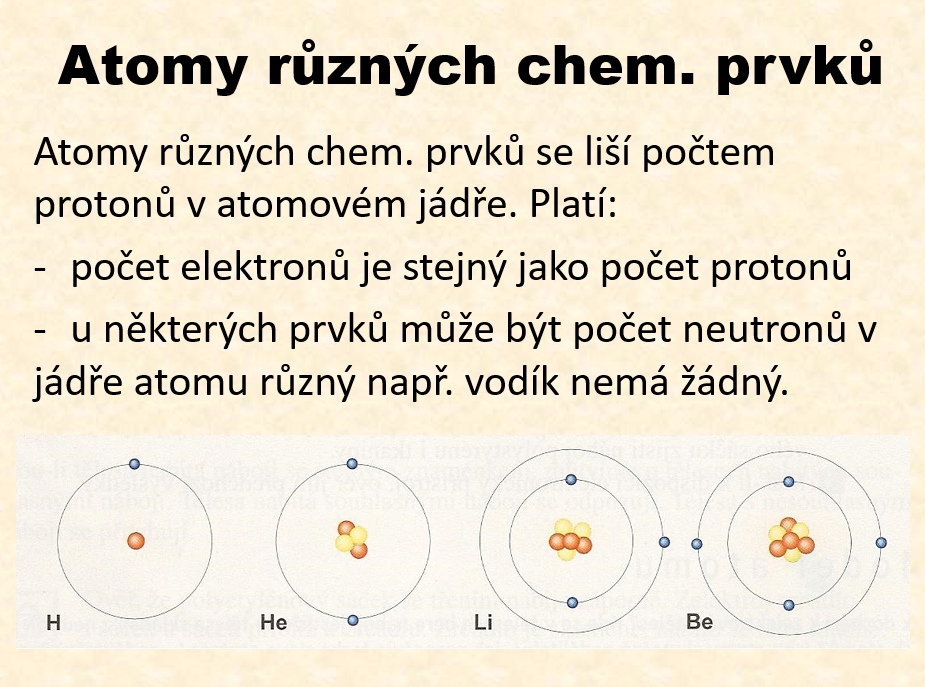 Atomy různých chem. prvků
Atomy různých chem. prvků se liší počtem
protonů v atomovém jádře. Platí:
- počet elektronů je stejný jako počet protonů
- u některých prvků může být počet neutronů v
jádře atomu různý např. vodík nemá žádný.
H He Li Be